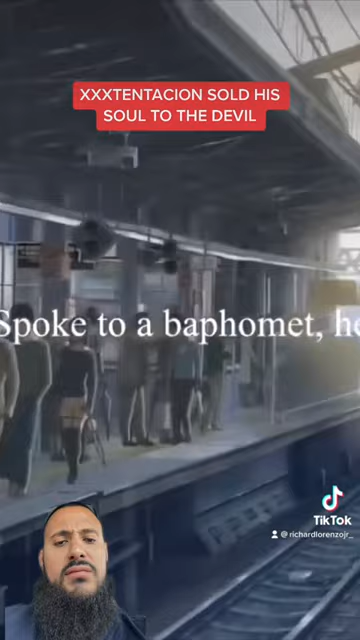 XXXTENTACION SOLD HIS
SOUL TO THE DEVIL
Spoke to a baphomet, he
TikTok
@richardlorenzojr_